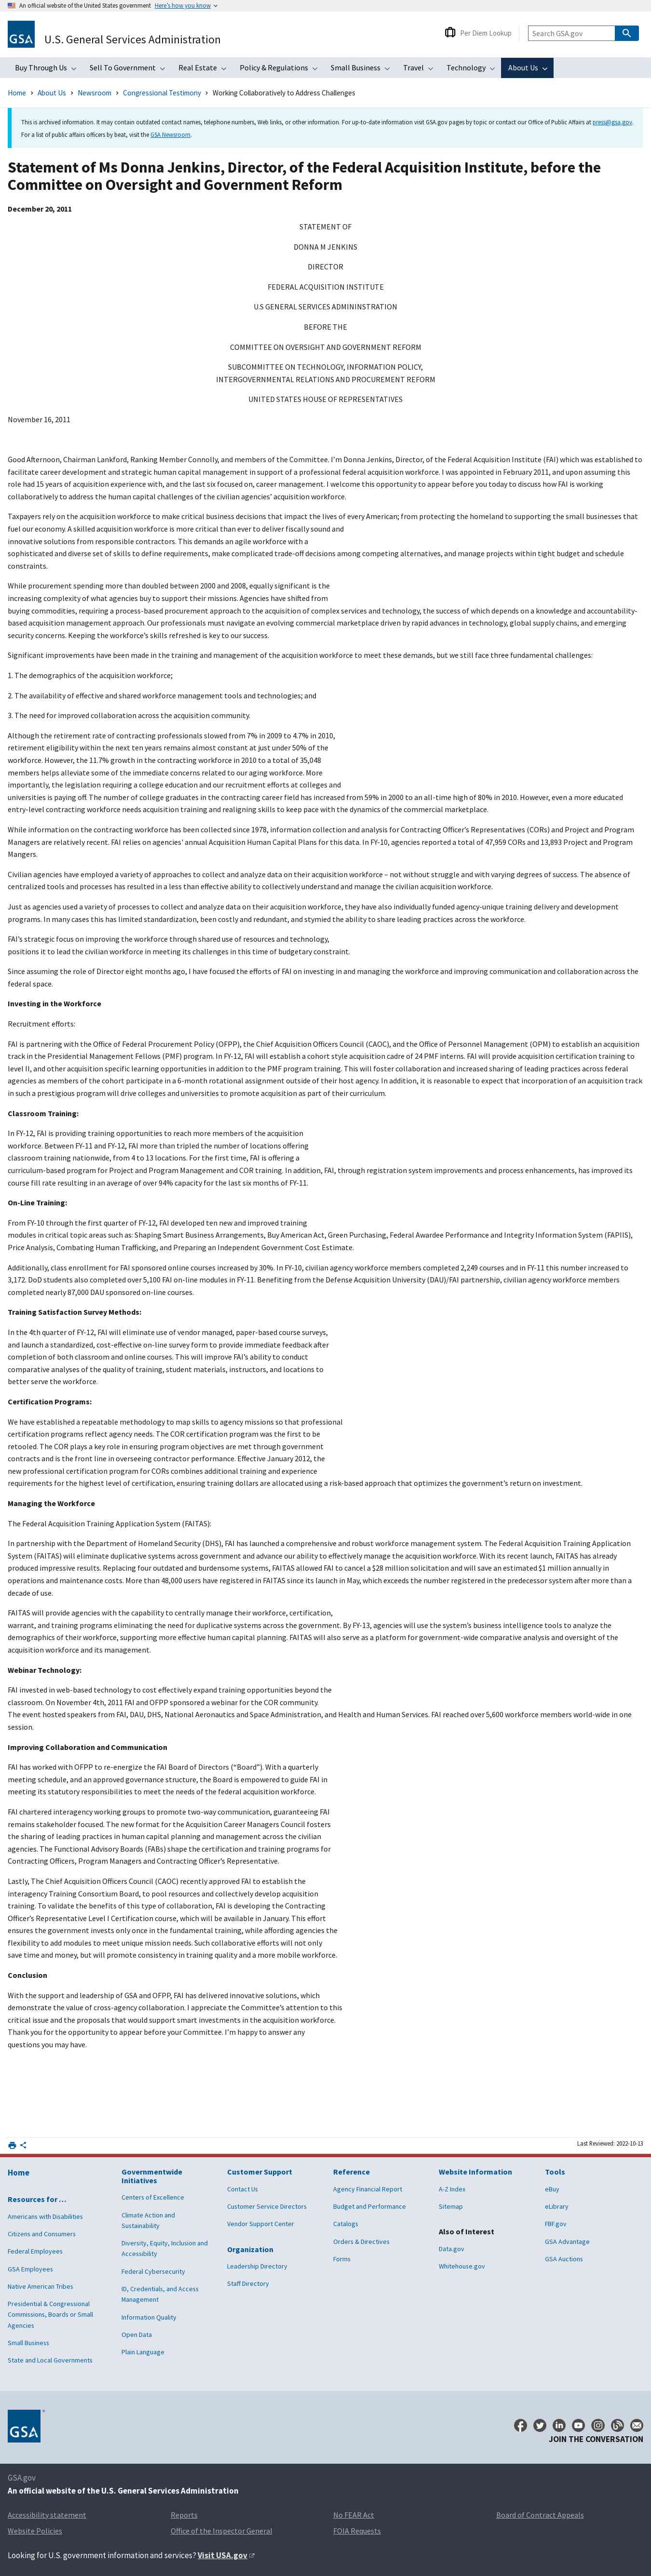 An official website of the United States government Here's how you know
GSA U.S. General Services Administration
Per Diem Lookup
Search GSA.gov
Buy Through Us Sell To Government Real Estate Policy & Regulations Small Business Travel Technology About Us
Home › About Us › Newsroom › Congressional Testimony › Working Collaboratively to Address Challenges
This is archived information. It may contain outdated contact names, telephone numbers, Web links, or other information. For up-to-date information visit GSA.gov pages by topic or contact our Office of Public Affairs at press@gsa.gov.
For a list of public affairs officers by beat, visit the GSA Newsroom.
Statement of Ms Donna Jenkins, Director, of the Federal Acquisition Institute, before the
Committee on Oversight and Government Reform
December 20, 2011
STATEMENT OF
DONNA M JENKINS
DIRECTOR
FEDERAL ACQUISITION INSTITUTE
U.S GENERAL SERVICES ADMININSTRATION
BEFORE THE
COMMITTEE ON OVERSIGHT AND GOVERNMENT REFORM
SUBCOMMITTEE ON TECHNOLOGY, INFORMATION POLICY,
INTERGOVERNMENTAL RELATIONS AND PROCUREMENT REFORM
UNITED STATES HOUSE OF REPRESENTATIVES
November 16, 2011
Good Afternoon, Chairman Lankford, Ranking Member Connolly, and members of the Committee. I'm Donna Jenkins, Director, of the Federal Acquisition Institute (FAI) which was established to
facilitate career development and strategic human capital management in support of a professional federal acquisition workforce. I was appointed in February 2011, and upon assuming this
role had 15 years of acquisition experience with, and the last six focused on, career management. I welcome this opportunity to appear before you today to discuss how FAI is working
collaboratively to address the human capital challenges of the civilian agencies' acquisition workforce.
Taxpayers rely on the acquisition workforce to make critical business decisions that impact the lives of every American; from protecting the homeland to supporting the small businesses that
fuel our economy. A skilled acquisition workforce is more critical than ever to deliver fiscally sound and
innovative solutions from responsible contractors. This demands an agile workforce with a
sophisticated and diverse set of skills to define requirements, make complicated trade-off decisions among competing alternatives, and manage projects within tight budget and schedule
constraints.
While procurement spending more than doubled between 2000 and 2008, equally significant is the
increasing complexity of what agencies buy to support their missions. Agencies have shifted from
buying commodities, requiring a process-based procurement approach to the acquisition of complex services and technology, the success of which depends on a knowledge and accountability-
based acquisition management approach. Our professionals must navigate an evolving commercial marketplace driven by rapid advances in technology, global supply chains, and emerging
security concerns. Keeping the workforce's skills refreshed is key to our success.
Significant improvements have been made in the training and management of the acquisition workforce to meet these demands, but we still face three fundamental challenges:
1. The demographics of the acquisition workforce;
2. The availability of effective and shared workforce management tools and technologies; and
3. The need for improved collaboration across the acquisition community.
Although the retirement rate of contracting professionals slowed from 7% in 2009 to 4.7% in 2010,
retirement eligibility within the next ten years remains almost constant at just under 50% of the
workforce. However, the 11.7% growth in the contracting workforce in 2010 to a total of 35,048
members helps alleviate some of the immediate concerns related to our aging workforce. More
importantly, the legislation requiring a college education and our recruitment efforts at colleges and
universities is paying off. The number of college graduates in the contracting career field has increased from 59% in 2000 to an all-time high of 80% in 2010. However, even a more educated
entry-level contracting workforce needs acquisition training and realigning skills to keep pace with the dynamics of the commercial marketplace.
While information on the contracting workforce has been collected since 1978, information collection and analysis for Contracting Officer's Representatives (CORs) and Project and Program
Managers are relatively recent. FAI relies on agencies' annual Acquisition Human Capital Plans for this data. In FY-10, agencies reported a total of 47,959 CORs and 13,893 Project and Program
Mangers.
Civilian agencies have employed a variety of approaches to collect and analyze data on their acquisition workforce – not without struggle and with varying degrees of success. The absence of
centralized tools and processes has resulted in a less than effective ability to collectively understand and manage the civilian acquisition workforce.
Just as agencies used a variety of processes to collect and analyze data on their acquisition workforce, they have also individually funded agency-unique training delivery and development
programs. In many cases this has limited standardization, been costly and redundant, and stymied the ability to share leading practices across the workforce.
FAI's strategic focus on improving the workforce through shared use of resources and technology,
positions it to lead the civilian workforce in meeting its challenges in this time of budgetary constraint.
Since assuming the role of Director eight months ago, I have focused the efforts of FAI on investing in and managing the workforce and improving communication and collaboration across the
federal space.
Investing in the Workforce
Recruitment efforts:
FAI is partnering with the Office of Federal Procurement Policy (OFPP), the Chief Acquisition Officers Council (CAOC), and the Office of Personnel Management (OPM) to establish an acquisition
track in the Presidential Management Fellows (PMF) program. In FY-12, FAI will establish a cohort style acquisition cadre of 24 PMF interns. FAI will provide acquisition certification training to
level II, and other acquisition specific learning opportunities in addition to the PMF program training. This will foster collaboration and increased sharing of leading practices across federal
agencies as members of the cohort participate in a 6-month rotational assignment outside of their host agency. In addition, it is reasonable to expect that incorporation of an acquisition track in
such a prestigious program will drive colleges and universities to promote acquisition as part of their curriculum.
Classroom Training:
In FY-12, FAI is providing training opportunities to reach more members of the acquisition
workforce. Between FY-11 and FY-12, FAI more than tripled the number of locations offering
classroom training nationwide, from 4 to 13 locations. For the first time, FAI is offering a
curriculum-based program for Project and Program Management and COR training. In addition, FAI, through registration system improvements and process enhancements, has improved its
course fill rate resulting in an average of over 94% capacity for the last six months of FY-11.
On-Line Training:
From FY-10 through the first quarter of FY-12, FAI developed ten new and improved training
modules in critical topic areas such as: Shaping Smart Business Arrangements, Buy American Act, Green Purchasing, Federal Awardee Performance and Integrity Information System (FAPIIS),
Price Analysis, Combating Human Trafficking, and Preparing an Independent Government Cost Estimate.
Additionally, class enrollment for FAI sponsored online courses increased by 30%. In FY-10, civilian agency workforce members completed 2,249 courses and in FY-11 this number increased to
3,172. DoD students also completed over 5,100 FAI on-line modules in FY-11. Benefiting from the Defense Acquisition University (DAU)/FAI partnership, civilian agency workforce members
completed nearly 87,000 DAU sponsored on-line courses.
Training Satisfaction Survey Methods:
In the 4th quarter of FY-12, FAI will eliminate use of vendor managed, paper-based course surveys,
and launch a standardized, cost-effective on-line survey form to provide immediate feedback after
completion of both classroom and online courses. This will improve FAI's ability to conduct
comparative analyses of the quality of training, student materials, instructors, and locations to
better serve the workforce.
Certification Programs:
We have established a repeatable methodology to map skills to agency missions so that professional
certification programs reflect agency needs. The COR certification program was the first to be
retooled. The COR plays a key role in ensuring program objectives are met through government
contracts and is the front line in overseeing contractor performance. Effective January 2012, the
new professional certification program for CORs combines additional training and experience
requirements for the highest level of certification, ensuring training dollars are allocated using a risk-based approach that optimizes the government's return on investment.
Managing the Workforce
The Federal Acquisition Training Application System (FAITAS):
In partnership with the Department of Homeland Security (DHS), FAI has launched a comprehensive and robust workforce management system. The Federal Acquisition Training Application
System (FAITAS) will eliminate duplicative systems across government and advance our efforts to effectively manage the acquisition workforce. With its recent launch, FAITAS has already
produced impressive results. Replacing four outdated and burdensome systems, FAITAS allowed FAI to cancel a $28 million solicitation and will save an estimated $1 million annually in
operations and maintenance costs. More than 48,000 users have registered in FAITAS since its launch in May, which exceeds the number registered in the predecessor system after more than a
decade of use.
FAITAS will provide agencies with the capability to centrally manage their workforce, certification,
warrant, and training programs eliminating the need for duplicative systems across the government. By FY-13, agencies will use the system's business intelligence tools to analyze the
demographics of their workforce, supporting more effective human capital planning. FAITAS will also serve as a platform for government-wide comparative analysis and oversight of the
acquisition workforce and its management.
Webinar Technology:
FAI invested in web-based technology to cost effectively expand training opportunities beyond the
classroom. On November 4th, 2011 FAI and OFPP sponsored a webinar for the COR community.
The event hosted speakers from FAI, DAU, DHS, National Aeronautics and Space Administration, and Health and Human Services. FAI reached over 5,600 workforce members world-wide in one
session.
Improving Collaboration and Communication
FAI has worked with OFPP to re-energize the FAI Board of Directors ("Board"). With a quarterly
meeting schedule, and an approved governance structure, the Board is empowered to guide FAI in
meeting its statutory responsibilities to meet the needs of the federal acquisition workforce.
FAI chartered interagency working groups to promote two-way communication, guaranteeing FAI
remains stakeholder focused. The new format for the Acquisition Career Managers Council fosters
the sharing of leading practices in human capital planning and management across the civilian
agencies. The Functional Advisory Boards (FABs) shape the certification and training programs for
Contracting Officers, Program Managers and Contracting Officer's Representative.
Lastly, The Chief Acquisition Officers Council (CAOC) recently approved FAI to establish the
interagency Training Consortium Board, to pool resources and collectively develop acquisition
training. To validate the benefits of this type of collaboration, FAI is developing the Contracting
Officer's Representative Level I Certification course, which will be available in January. This effort
ensures the government invests only once in the fundamental training, while affording agencies the
flexibility to add modules to meet unique mission needs. Such collaborative efforts will not only
save time and money, but will promote consistency in training quality and a more mobile workforce.
Conclusion
With the support and leadership of GSA and OFPP, FAI has delivered innovative solutions, which
demonstrate the value of cross-agency collaboration. I appreciate the Committee's attention to this
critical issue and the proposals that would support smart investments in the acquisition workforce.
Thank you for the opportunity to appear before your Committee. I'm happy to answer any
questions you may have.
Last Reviewed: 2022-10-13
Home
Resources for …
Americans with Disabilities
Citizens and Consumers
Federal Employees
GSA Employees
Native American Tribes
Presidential & Congressional
Commissions, Boards or Small
Agencies
Small Business
State and Local Governments
Governmentwide
Initiatives
Centers of Excellence
Climate Action and
Sustainability
Diversity, Equity, Inclusion and
Accessibility
Federal Cybersecurity
ID, Credentials, and Access
Management
Information Quality
Open Data
Plain Language
Customer Support
Contact Us
Customer Service Directors
Vendor Support Center
Organization
Leadership Directory
Staff Directory
Reference
Agency Financial Report
Budget and Performance
Catalogs
Orders & Directives
Forms
Website Information
A-Z Index
Sitemap
Also of Interest
Data.gov
Whitehouse.gov
Tools
eBuy
eLibrary
FBF.gov
GSA Advantage
GSA Auctions
GSA
JOIN THE CONVERSATION
GSA.gov
An official website of the U.S. General Services Administration
Accessibility statement Reports No FEAR Act Board of Contract Appeals
Website Policies Office of the Inspector General FOIA Requests
Looking for U.S. government information and services? Visit USA.gov